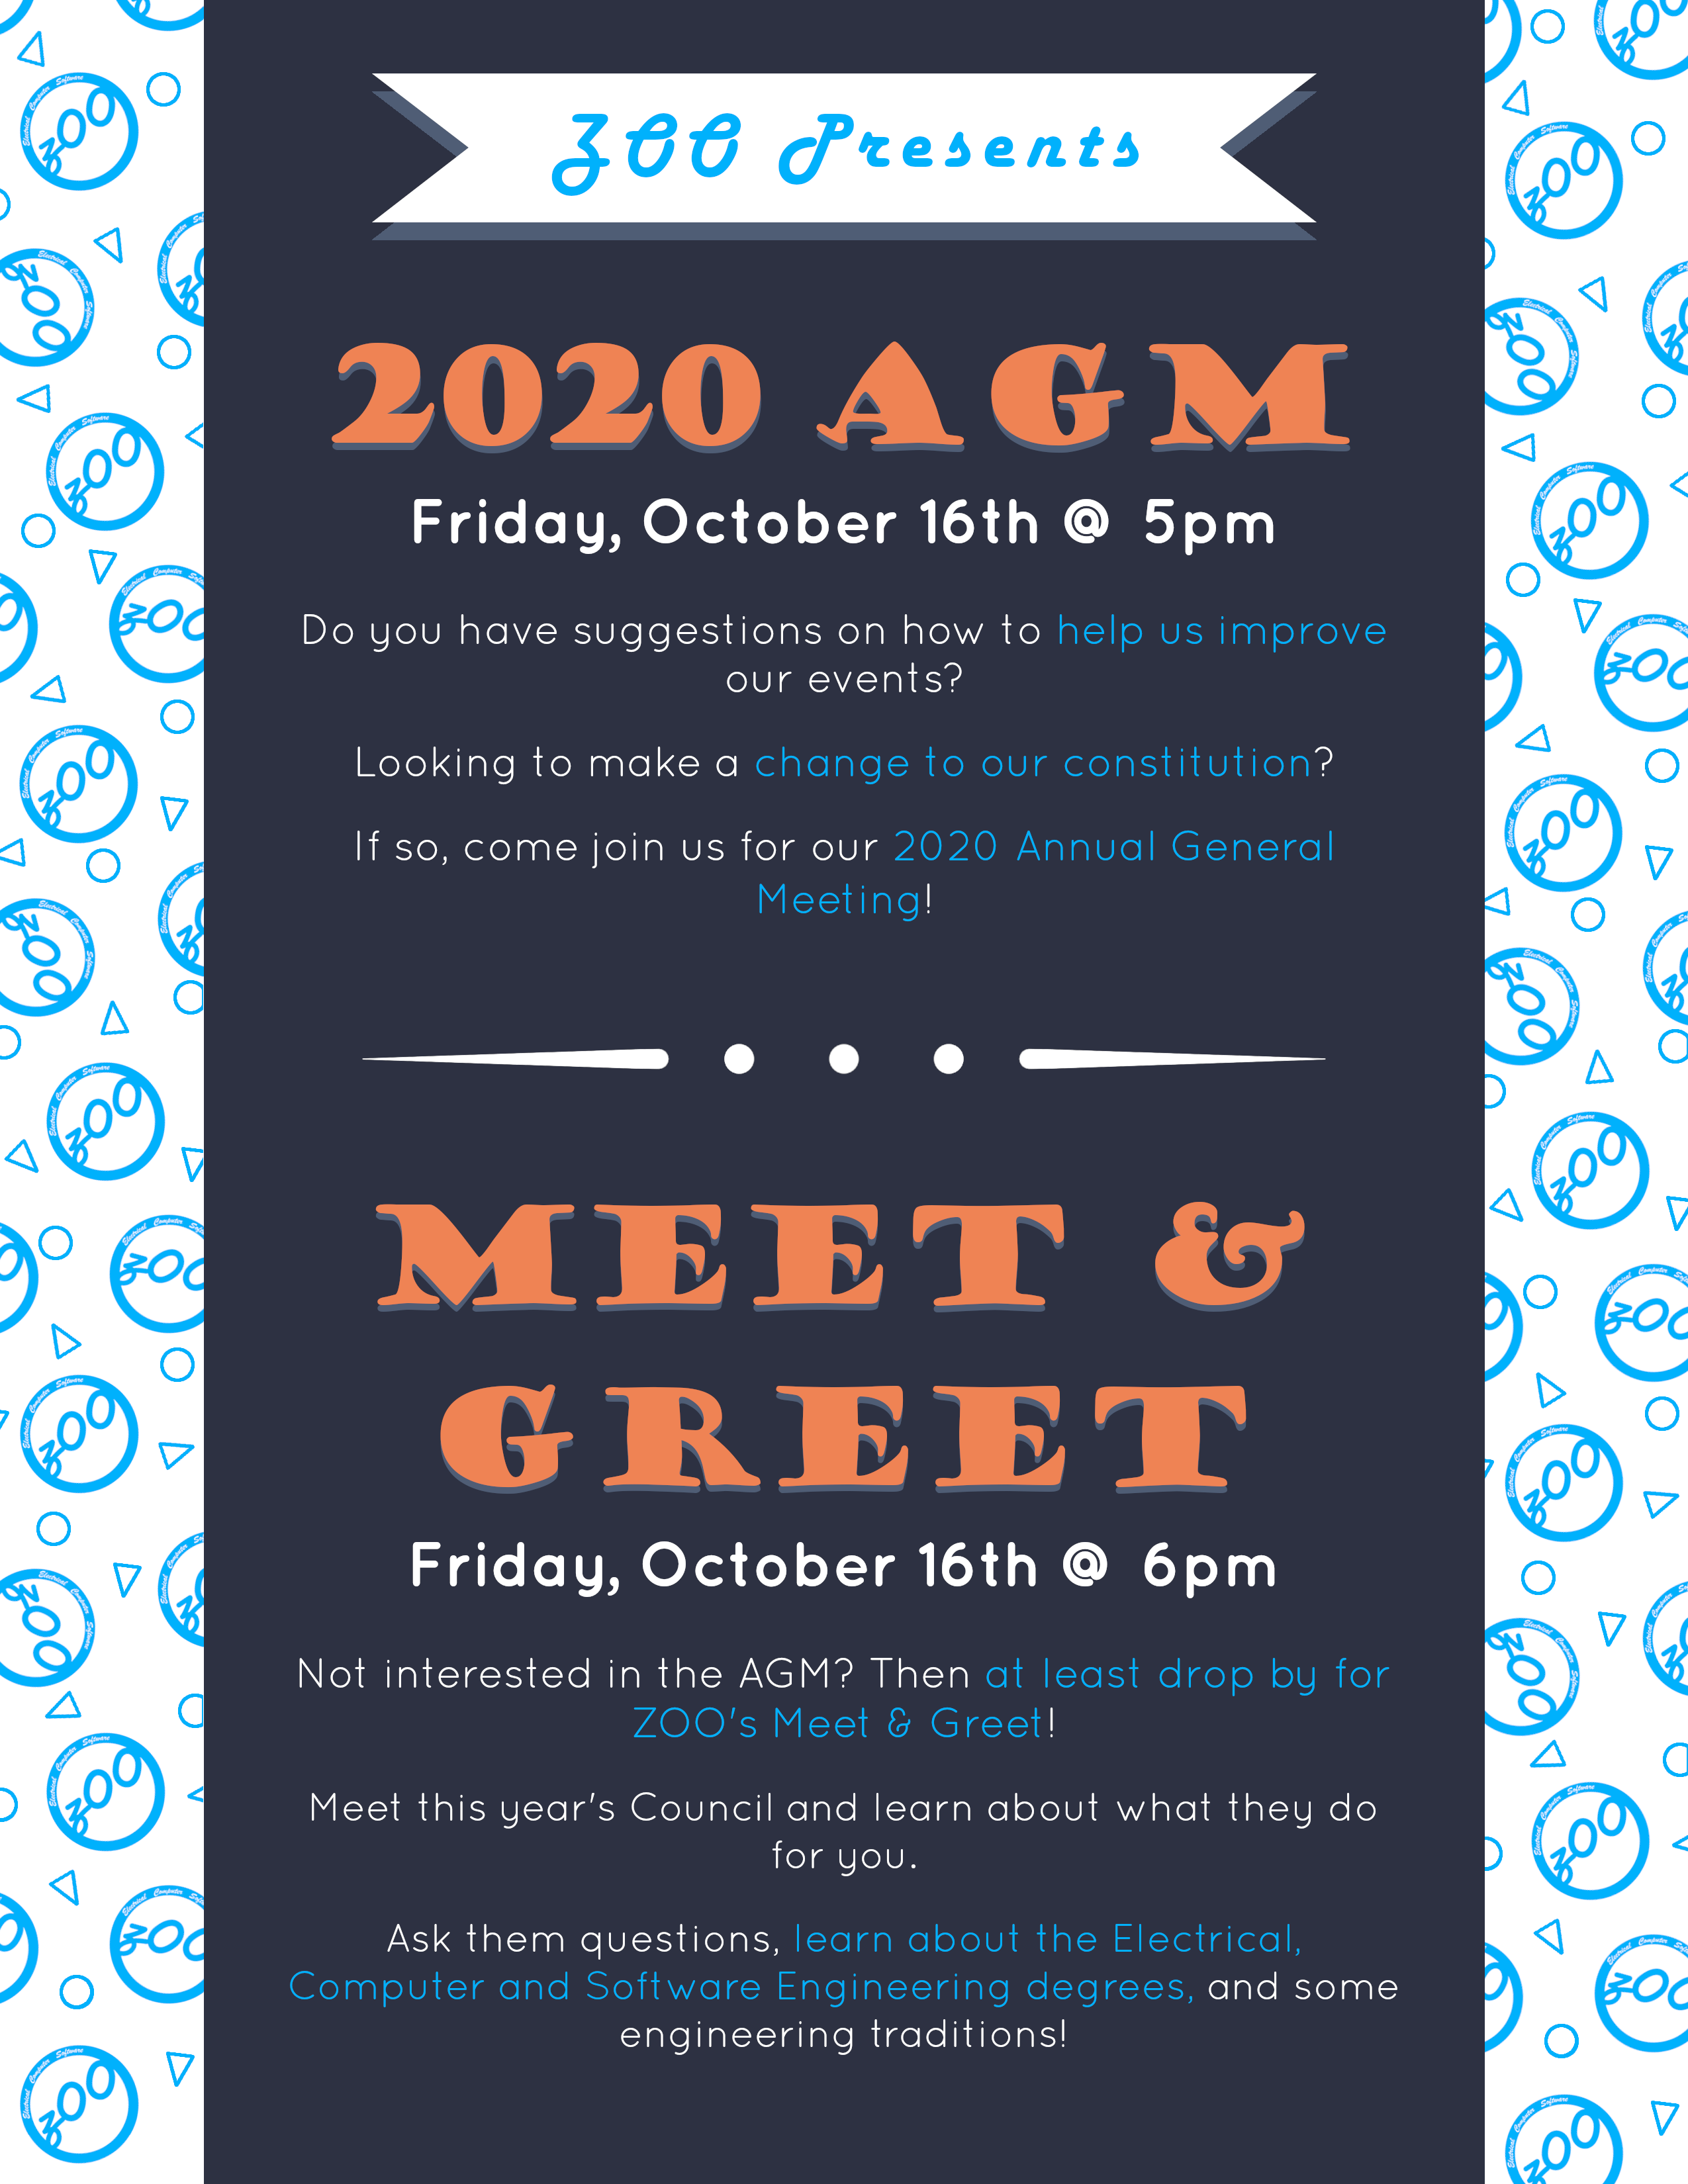 ZOO Presents
2020 AGM
Friday, October 16th @ 5pm
Do you have suggestions on how to help us improve
our events?
Looking to make a change to our constitution?
If so, come join us for our 2020 Annual General
Meeting!
MEET &
GREET
Friday, October 16th @ 6pm
Not interested in the AGM? Then at least drop by for
ZOO's Meet & Greet!
Meet this year's Council and learn about what they do
for you.
Ask them questions, learn about the Electrical,
Computer and Software Engineering degrees, and some
engineering traditions!
Electrical Computer Software
ZOO